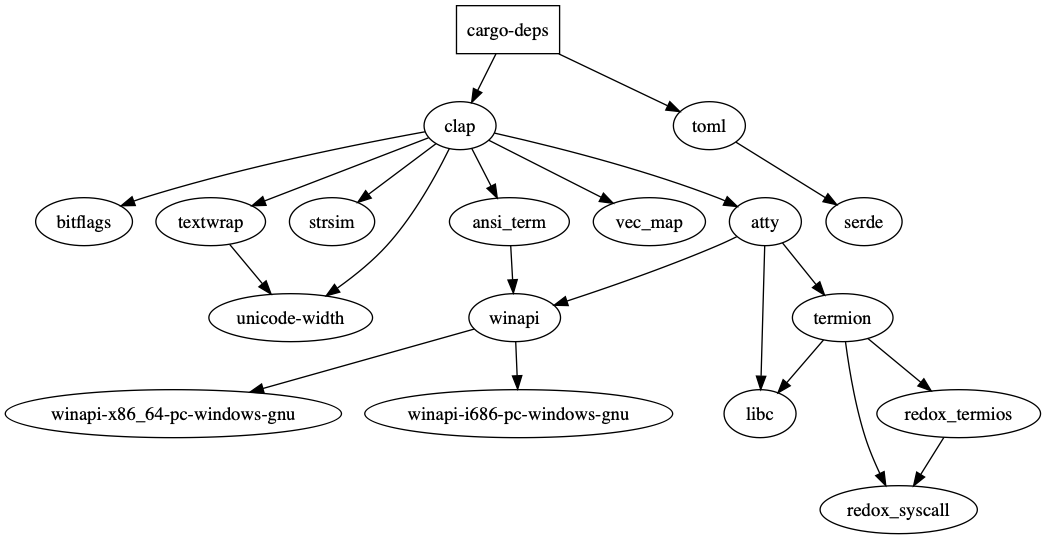 cargo-deps
clap
toml
bitflags
textwrap
strsim
ansi_term
vec_map
atty
serde
unicode-width
winapi
termion
winapi-x86_64-pc-windows-gnu
winapi-i686-pc-windows-gnu
libc
redox_termios
redox_syscall